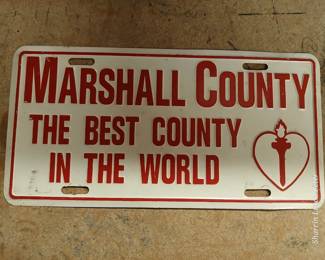 MARSHALL COUNTY
THE BEST COUNTY
IN THE WORLD